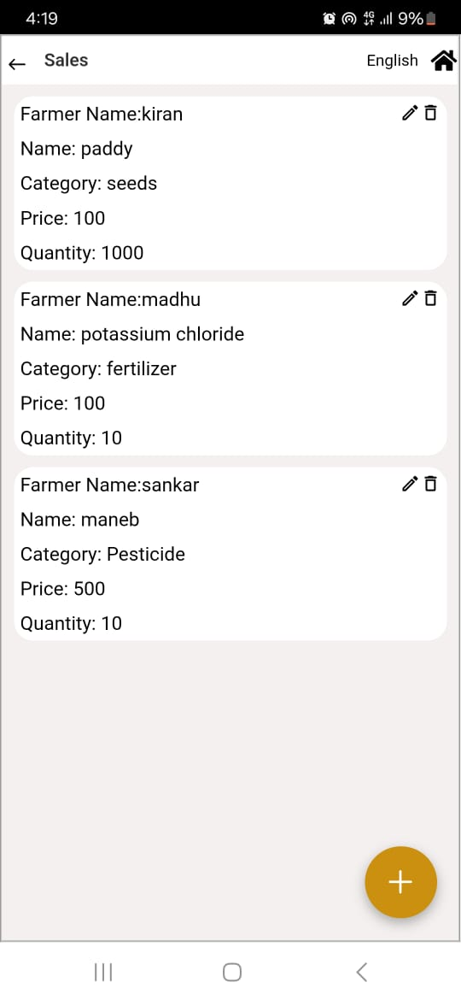 4:19
4G 9%
Sales
English
Farmer Name:kiran
Name: paddy
Category: seeds
Price: 100
Quantity: 1000
Farmer Name:madhu
Name: potassium chloride
Category: fertilizer
Price: 100
Quantity: 10
Farmer Name:sankar
Name: maneb
Category: Pesticide
Price: 500
Quantity: 10